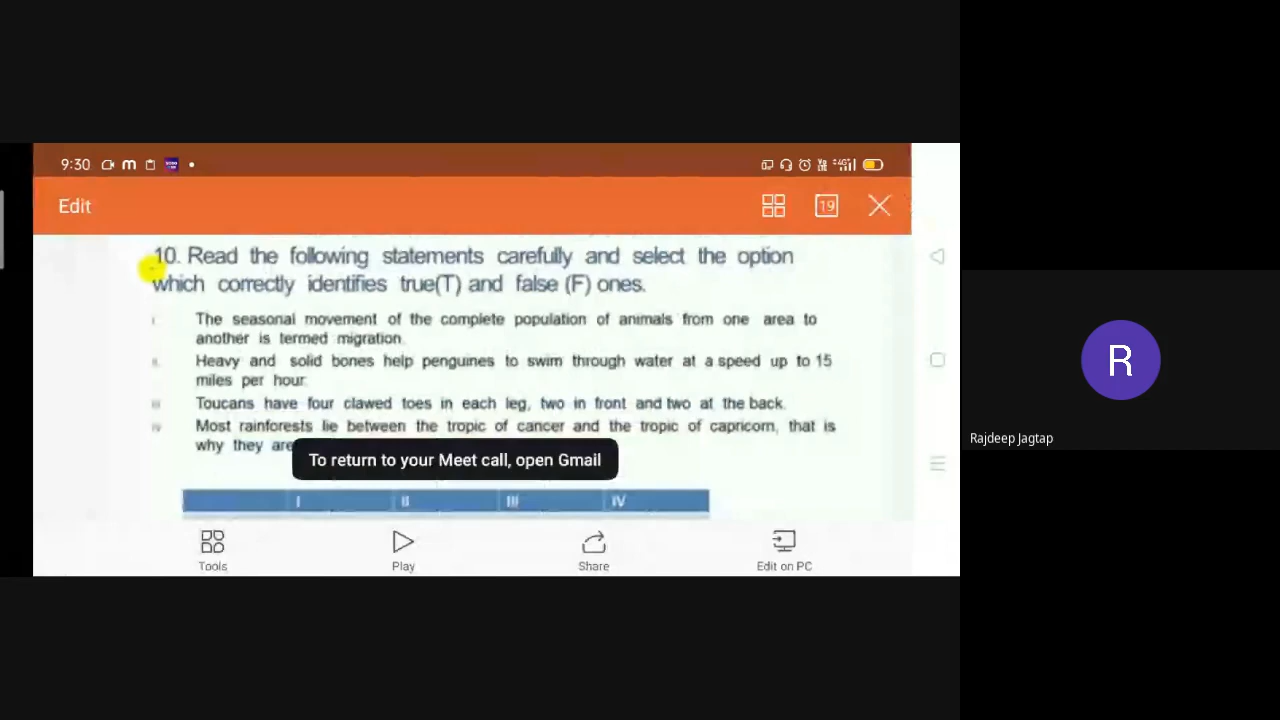 9:30
Edit
19
10. Read the following statements carefully and select the option
which correctly identifies true(T) and false (F) ones.
The seasonal movement of the complete population of animals from one area to
another is termed migration.
Heavy and solid bones help penguines to swim through water at a speed up to 15
miles per hour.
iii Toucans have four clawed toes in each leg, two in front and two at the back.
iv Most rainforests lie between the tropic of cancer and the tropic of capricorn, that is
why they are
To return to your Meet call, open Gmail
I II III IV
Tools Play Share Edit on PC
R
Rajdeep Jagtap